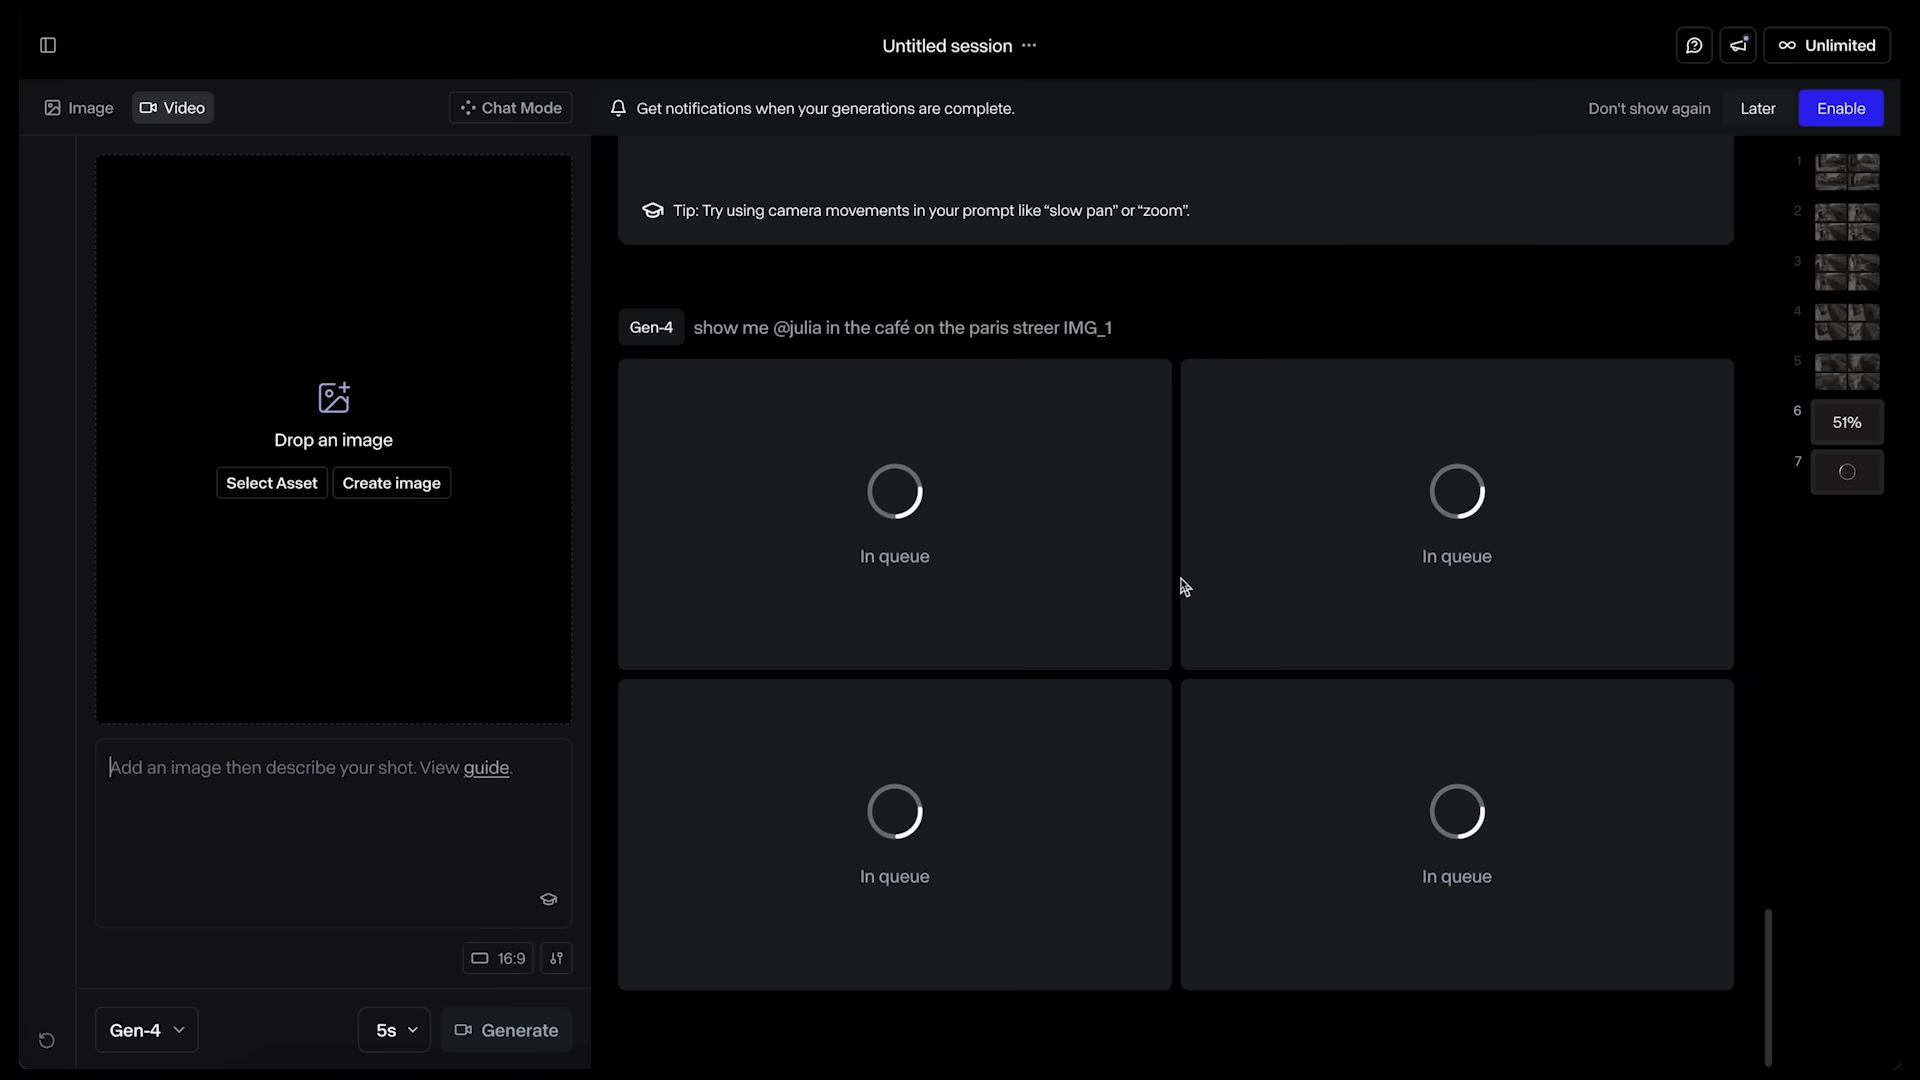 Untitled session
Unlimited
Image
Video
Chat Mode
Get notifications when your generations are complete.
Don't show again
Later
Enable
Tip: Try using camera movements in your prompt like “slow pan” or “zoom”.
Gen-4
show me @julia in the café on the paris streer IMG_1
In queue
In queue
In queue
In queue
Drop an image
Select Asset
Create image
Add an image then describe your shot. View guide.
16:9
Gen-4
5s
Generate
1
2
3
4
5
6
51%
7